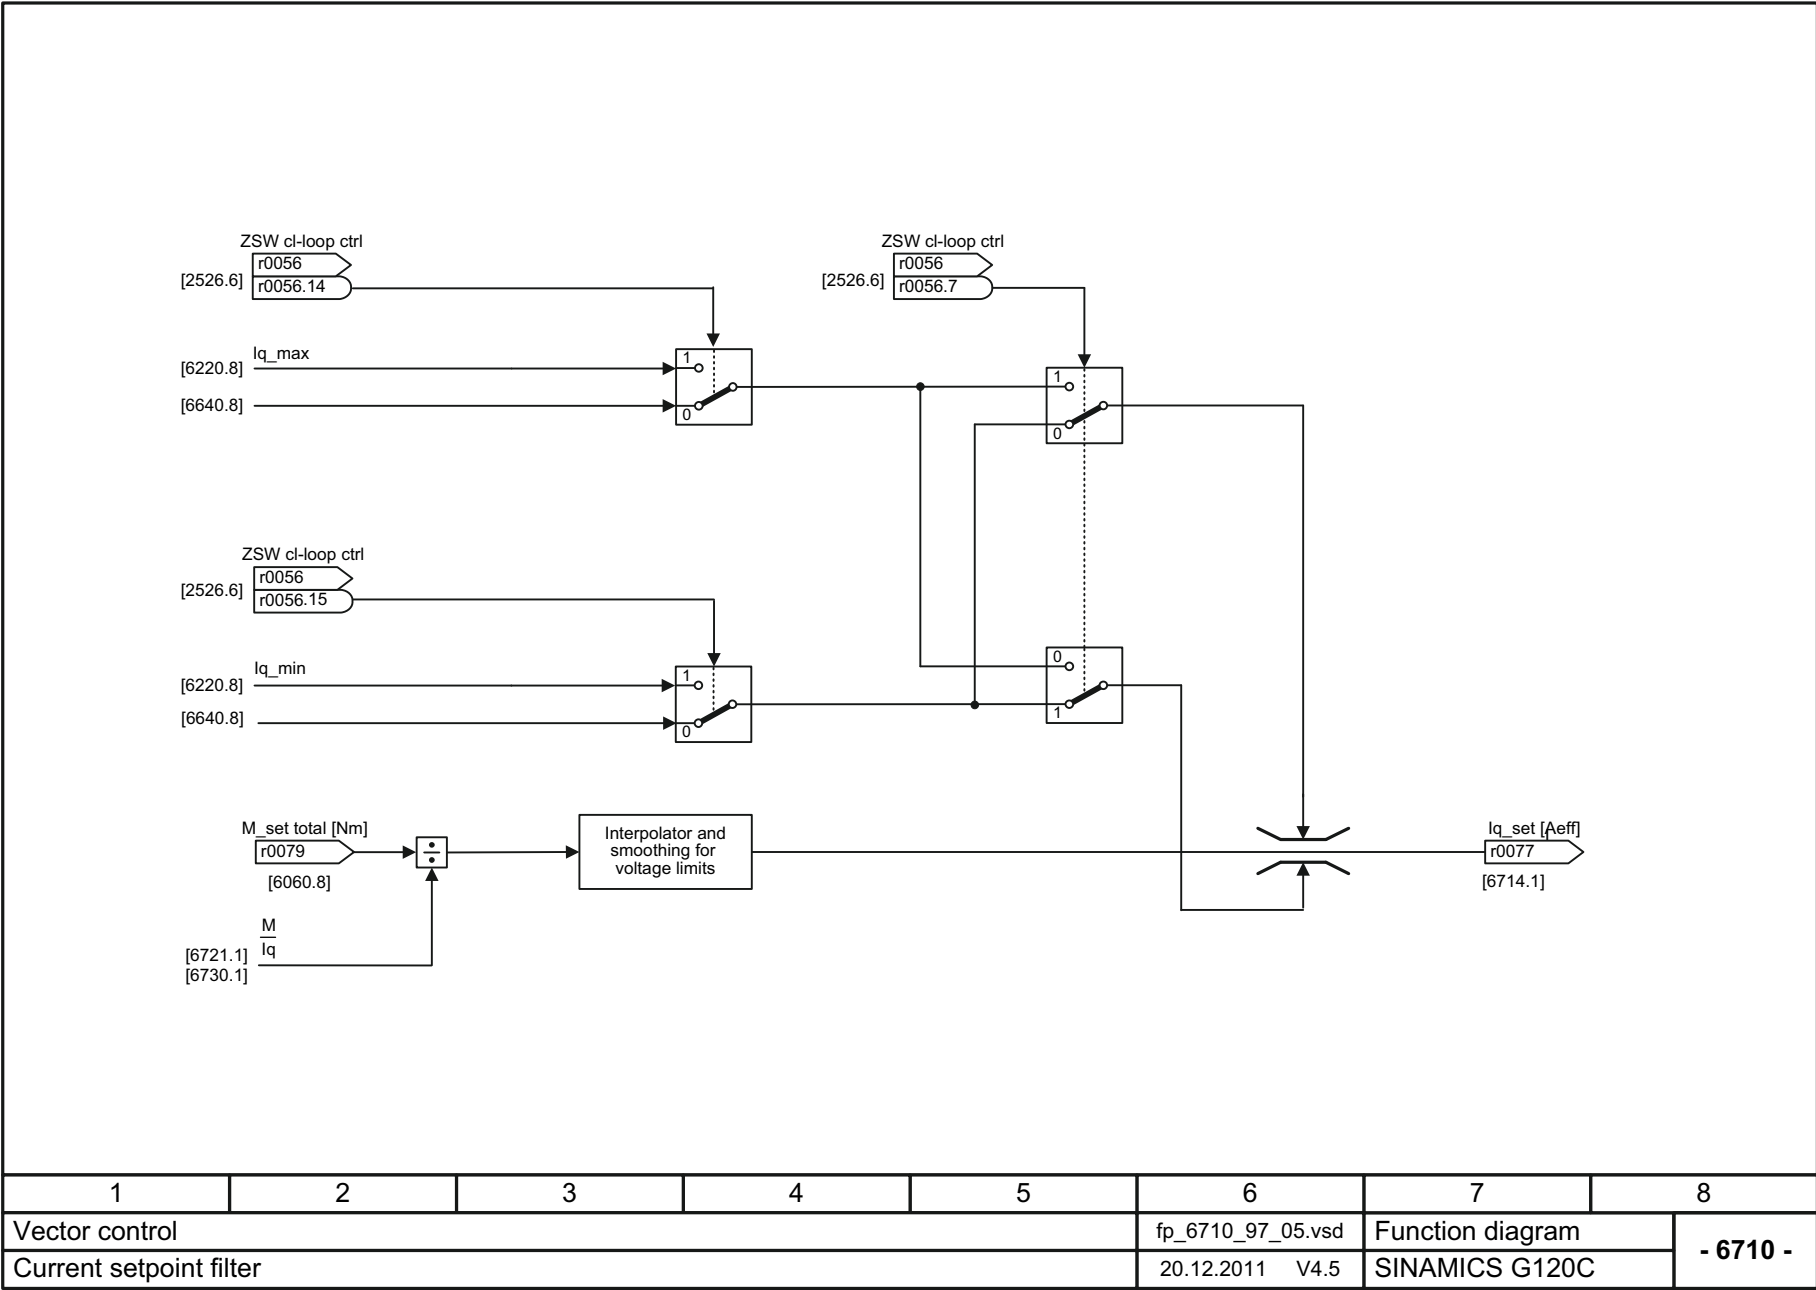 ZSW cl-loop ctrl
r0056
[2526.6]
r0056.14
ZSW cl-loop ctrl
r0056
[2526.6]
r0056.7
Iq_max
[6220.8]
1
[6640.8]
0
1
0
ZSW cl-loop ctrl
r0056
[2526.6]
r0056.15
Iq_min
[6220.8]
1
[6640.8]
0
0
1
M_set total [Nm]
r0079
[6060.8]
÷
Interpolator and
smoothing for
voltage limits
Iq_set [Aeff]
r0077
[6714.1]
M
Iq
[6721.1]
[6730.1]
1 2 3 4 5 6 7 8
Vector control
fp_6710_97_05.vsd
Function diagram
- 6710 -
Current setpoint filter
20.12.2011 V4.5
SINAMICS G120C